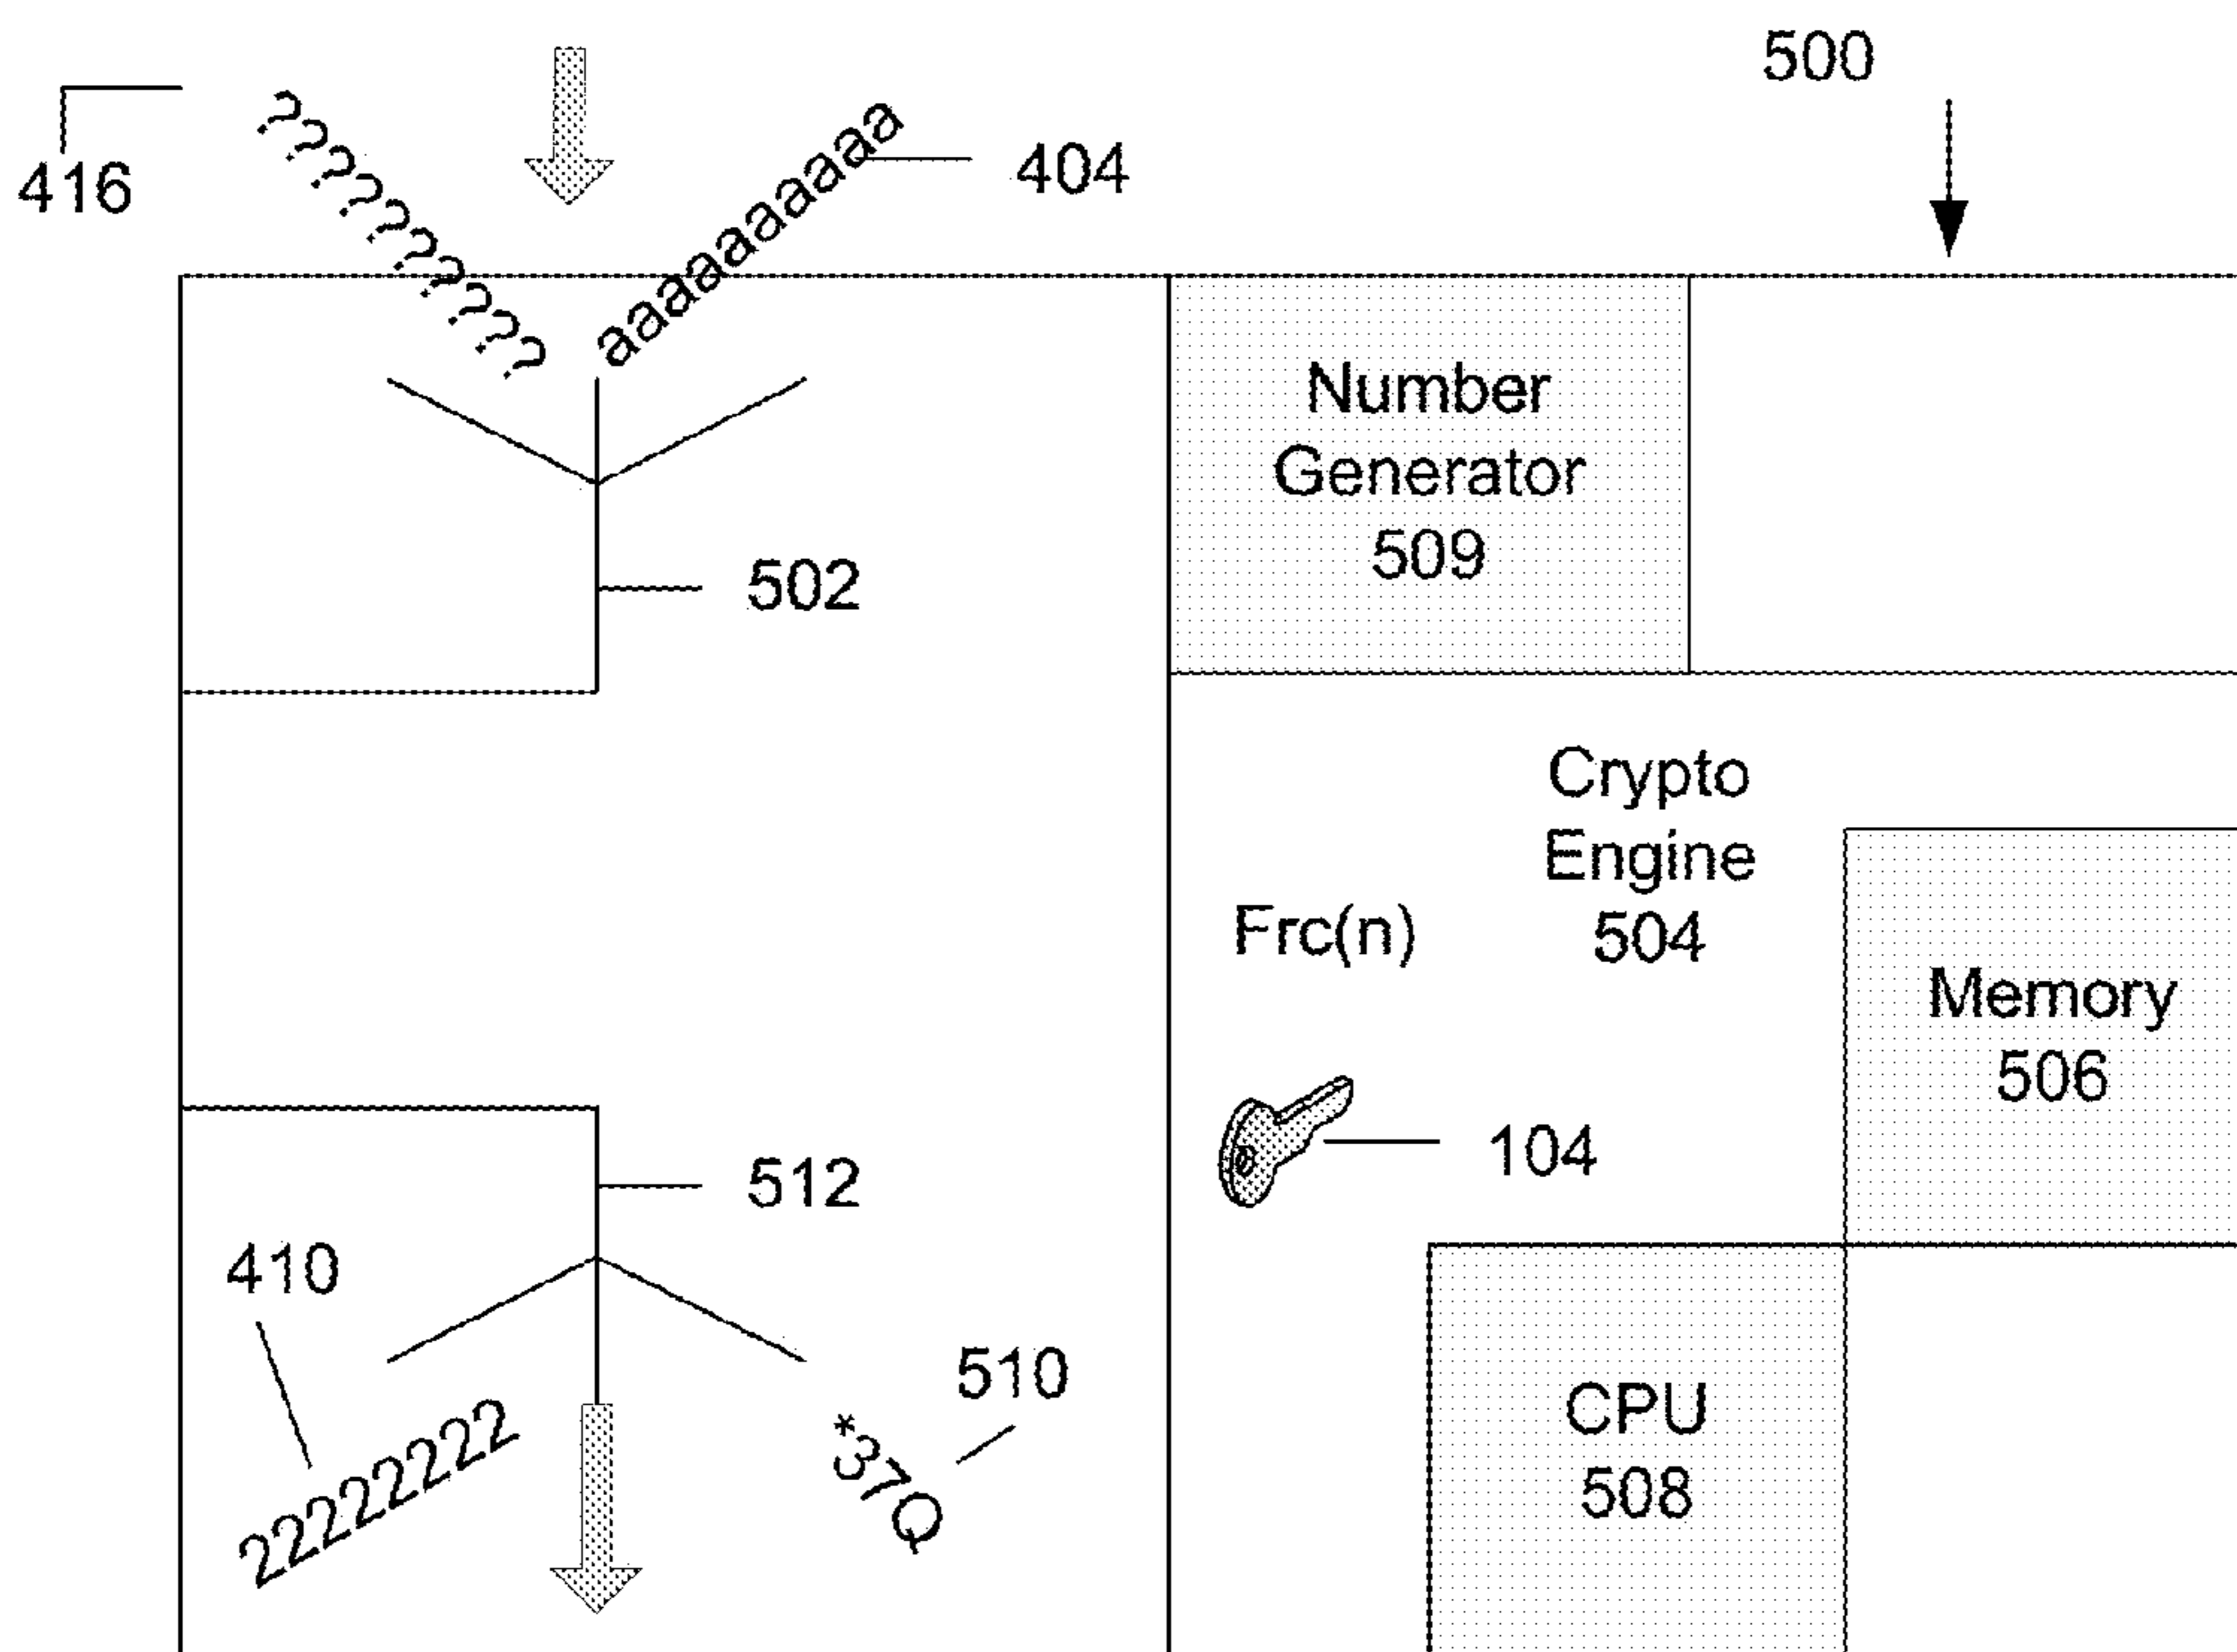 500
416
??????????
aaaaaaaaaa
404
Number
Generator
509
502
Crypto
Engine
504
Frc(n)
Memory
506
104
512
410
510
22222222
*37Q
CPU
508